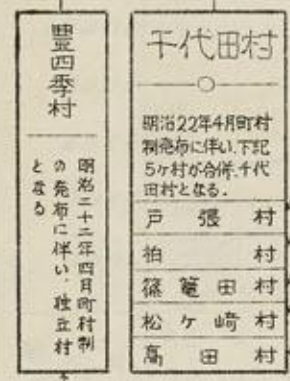 千代田村
明治22年4月町村
制発布に伴い、下記
5ヶ村が合併、千代
田村となる.
戸張村
柏村
篠籠田村
松ヶ崎村
高田村
豊四季村
明治二十二年四月町村制
の発布に伴い、独立村
となる